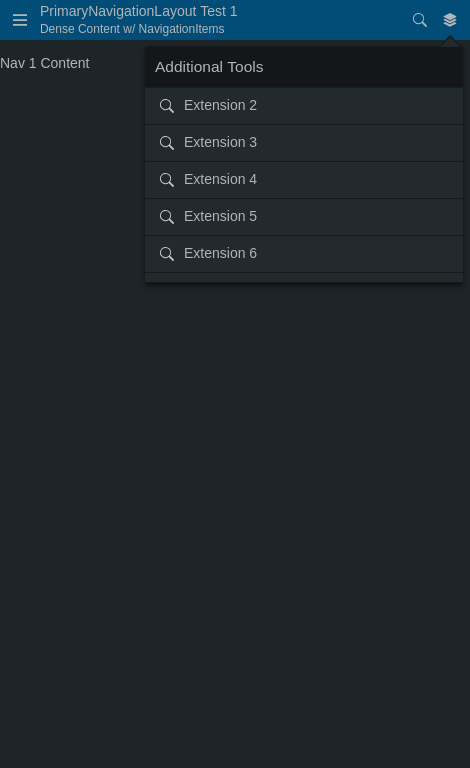 PrimaryNavigationLayout Test 1
Dense Content w/ NavigationItems
Nav 1 Content
Additional Tools
Extension 2
Extension 3
Extension 4
Extension 5
Extension 6